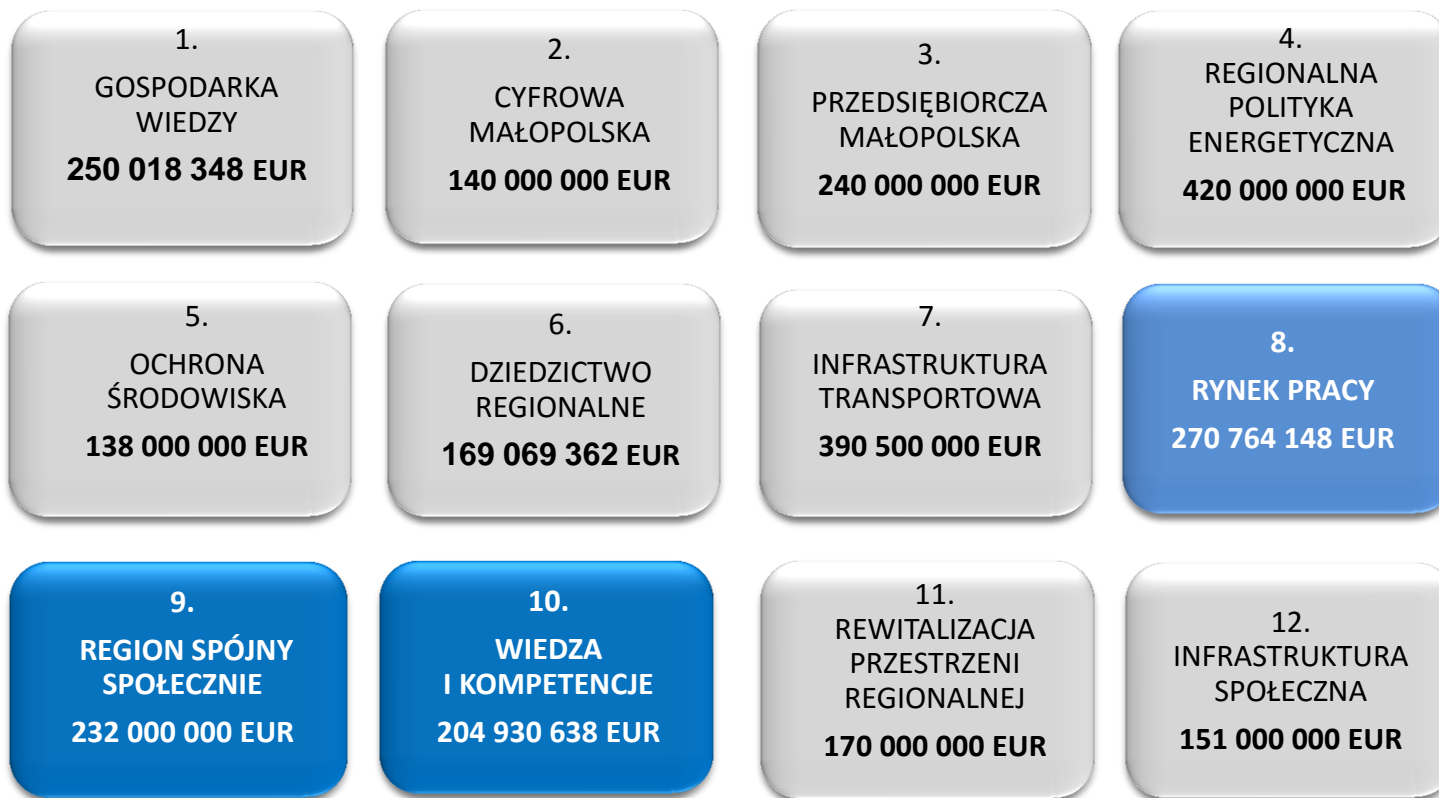 1.
GOSPODARKA
WIEDZY
250 018 348 EUR
2.
CYFROWA
MAŁOPOLSKA
140 000 000 EUR
3.
PRZEDSIĘBIORCZA
MAŁOPOLSKA
240 000 000 EUR
4.
REGIONALNA
POLITYKA
ENERGETYCZNA
420 000 000 EUR
5.
OCHRONA
ŚRODOWISKA
138 000 000 EUR
6.
DZIEDZICTWO
REGIONALNE
169 069 362 EUR
7.
INFRASTRUKTURA
TRANSPORTOWA
390 500 000 EUR
8.
RYNEK PRACY
270 764 148 EUR
9.
REGION SPÓJNY
SPOŁECZNIE
232 000 000 EUR
10.
WIEDZA
I KOMPETENCJE
204 930 638 EUR
11.
REWITALIZACJA
PRZESTRZENI
REGIONALNEJ
170 000 000 EUR
12.
INFRASTRUKTURA
SPOŁECZNA
151 000 000 EUR